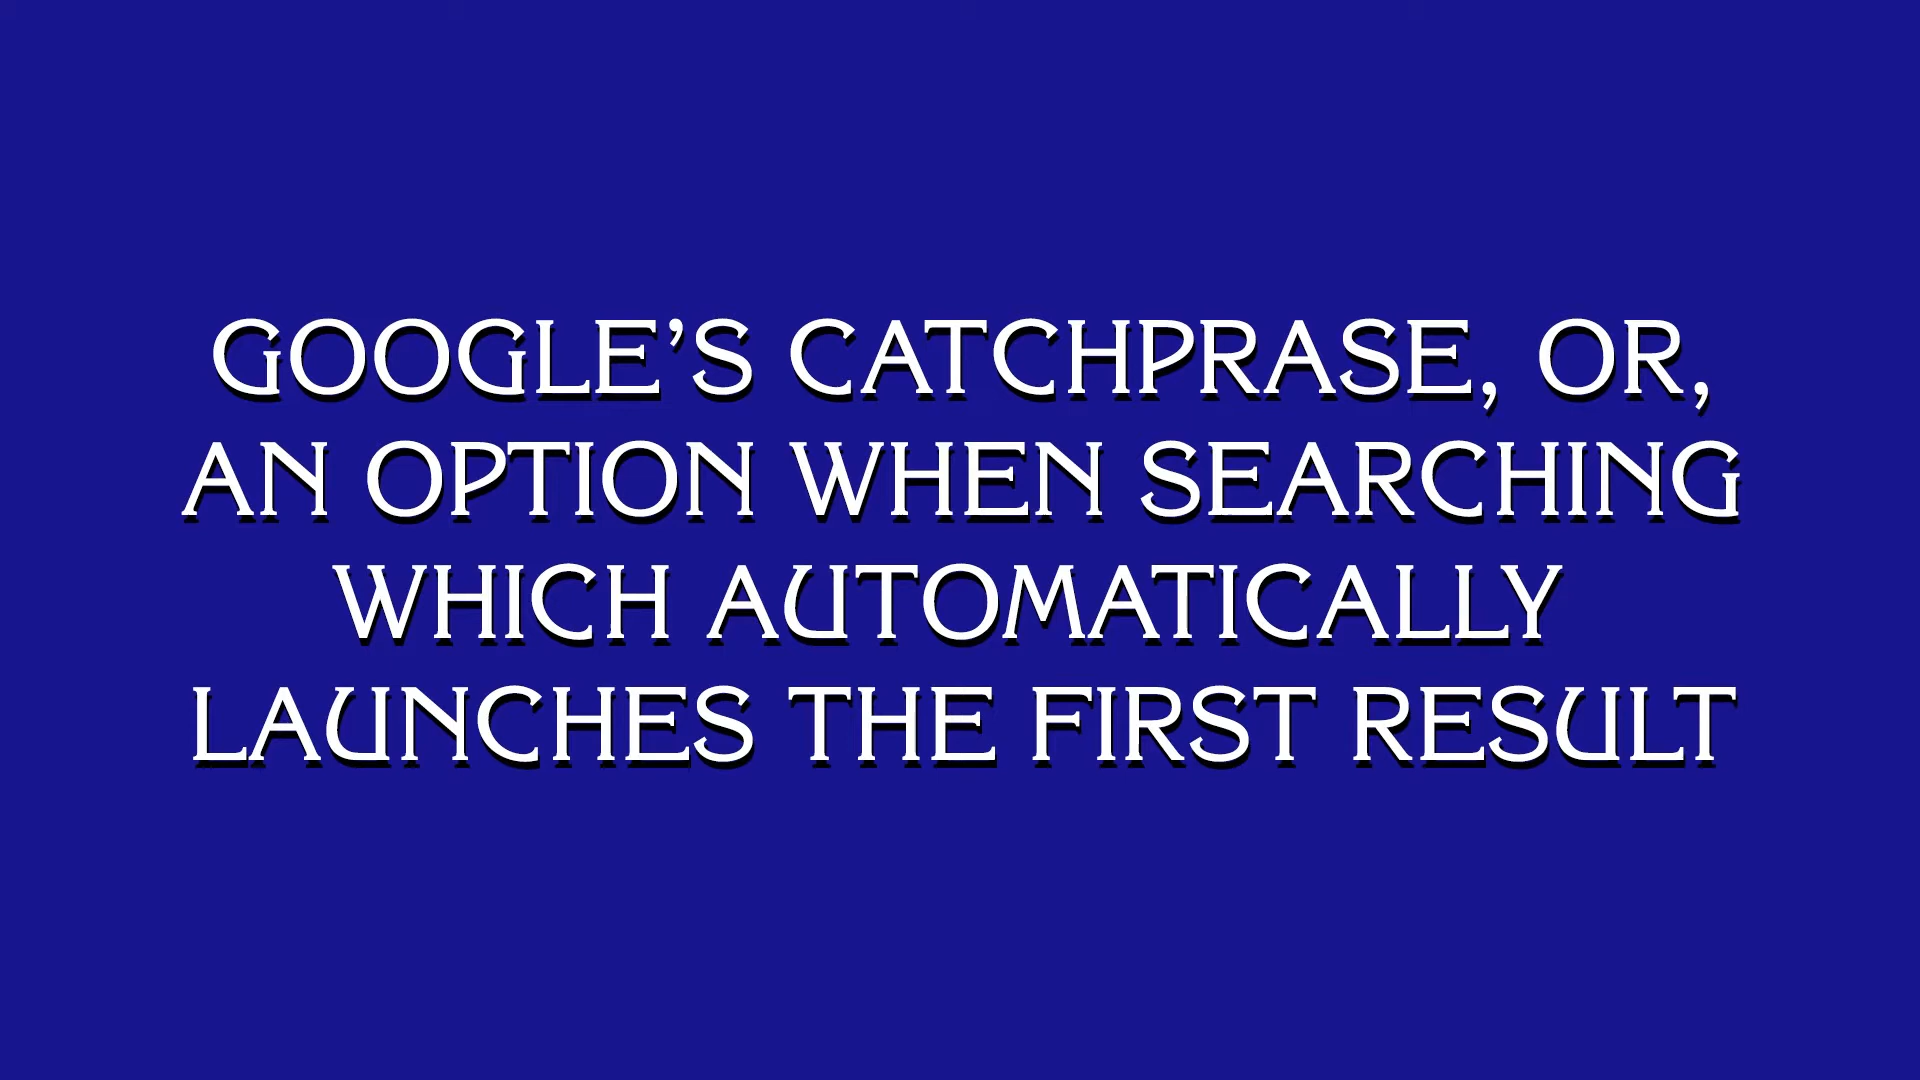 GOOGLE'S CATCHPRASE, OR,
AN OPTION WHEN SEARCHING
WHICH AUTOMATICALLY
LAUNCHES THE FIRST RESULT